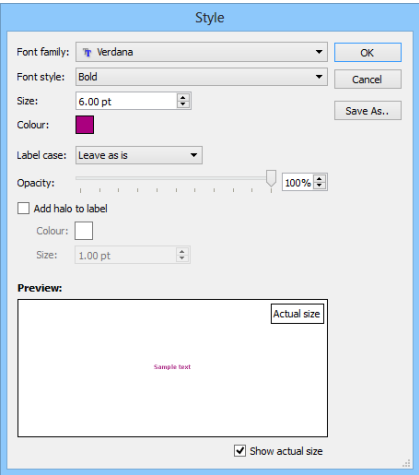 Style
Font family: Verdana
OK
Font style: Bold
Cancel
Size: 6.00 pt
Save As..
Colour:
Label case: Leave as is
Opacity: 100%
Add halo to label
Colour:
Size: 1.00 pt
Preview:
Actual size
Sample text
Show actual size